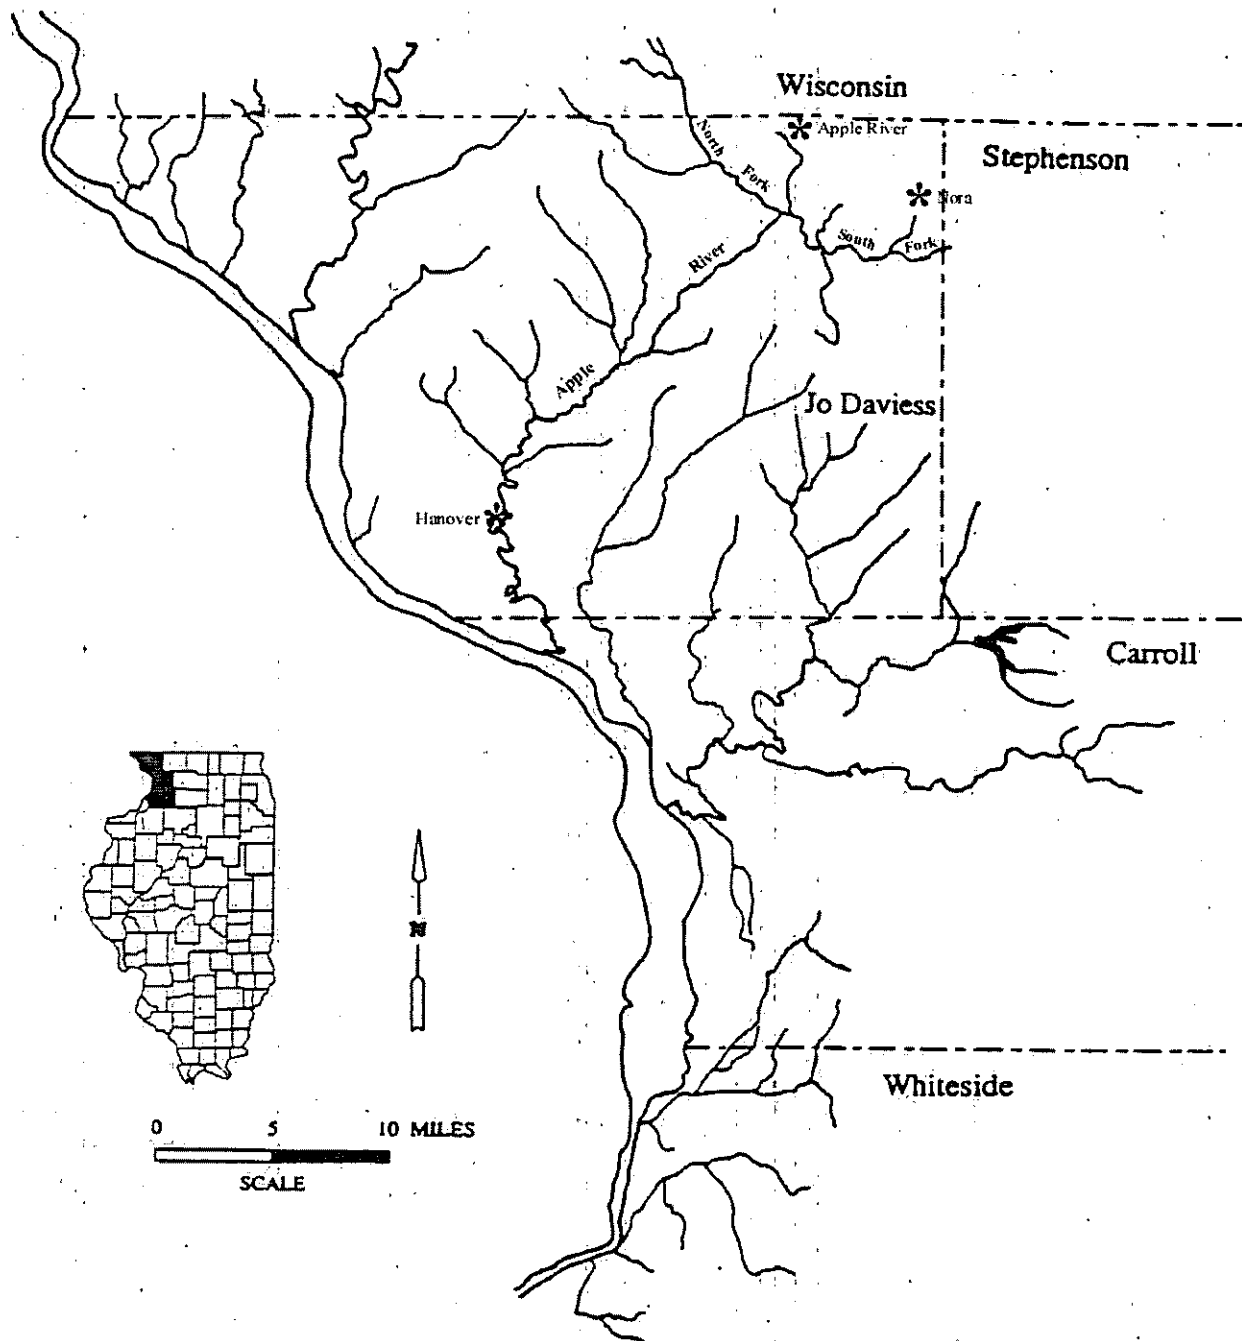 Wisconsin
Apple River
Stephenson
North
Fork
Nora
South
Fork
River
Apple
Jo Daviess
Hanover
Carroll
N
Whiteside
0 5 10 MILES
SCALE